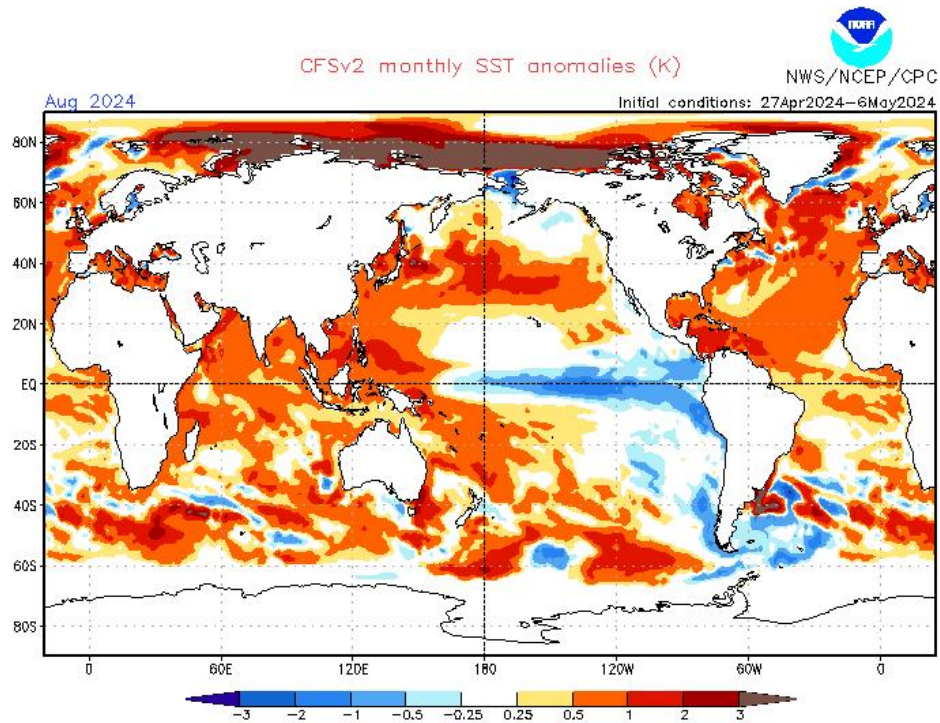 NOAA
CFSv2 monthly SST anomalies (K)
NWS/NCEP/CPC
Aug 2024
Initial conditions: 27Apr2024-6May2024
80N
60N
40N
20N
EQ
20S
40S
60S
80S
0 60E 120E 180 120W 60W 0
-3 -2 -1 -0.5 -0.25 0.25 0.5 1 2 3